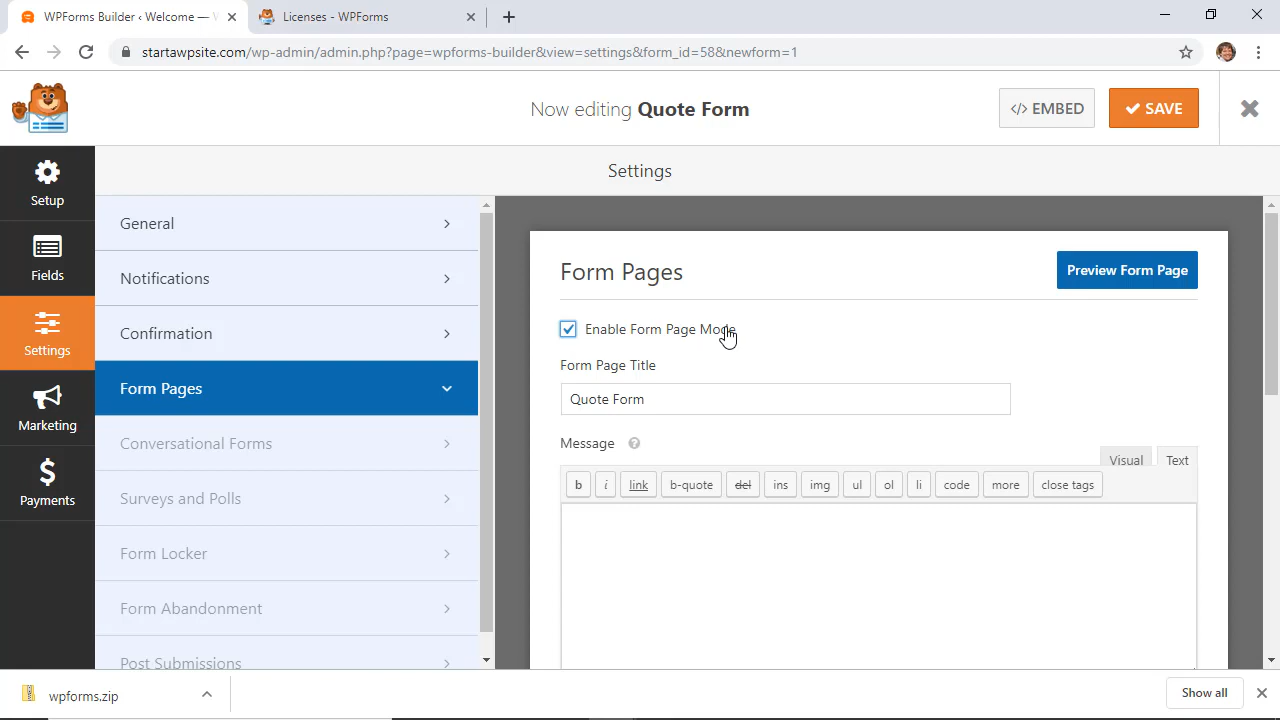 WPForms Builder ‹ Welcome —
Licenses - WPForms
startawpsite.com/wp-admin/admin.php?page=wpforms-builder&view=settings&form_id=58&newform=1
Now editing Quote Form
</> EMBED
SAVE
Setup
Fields
Settings
Marketing
Payments
Settings
General
Notifications
Confirmation
Form Pages
Conversational Forms
Surveys and Polls
Form Locker
Form Abandonment
Post Submissions
Form Pages
Preview Form Page
Enable Form Page Mode
Form Page Title
Quote Form
Message
Visual
Text
b
i
link
b-quote
del
ins
img
ul
ol
li
code
more
close tags
wpforms.zip
Show all